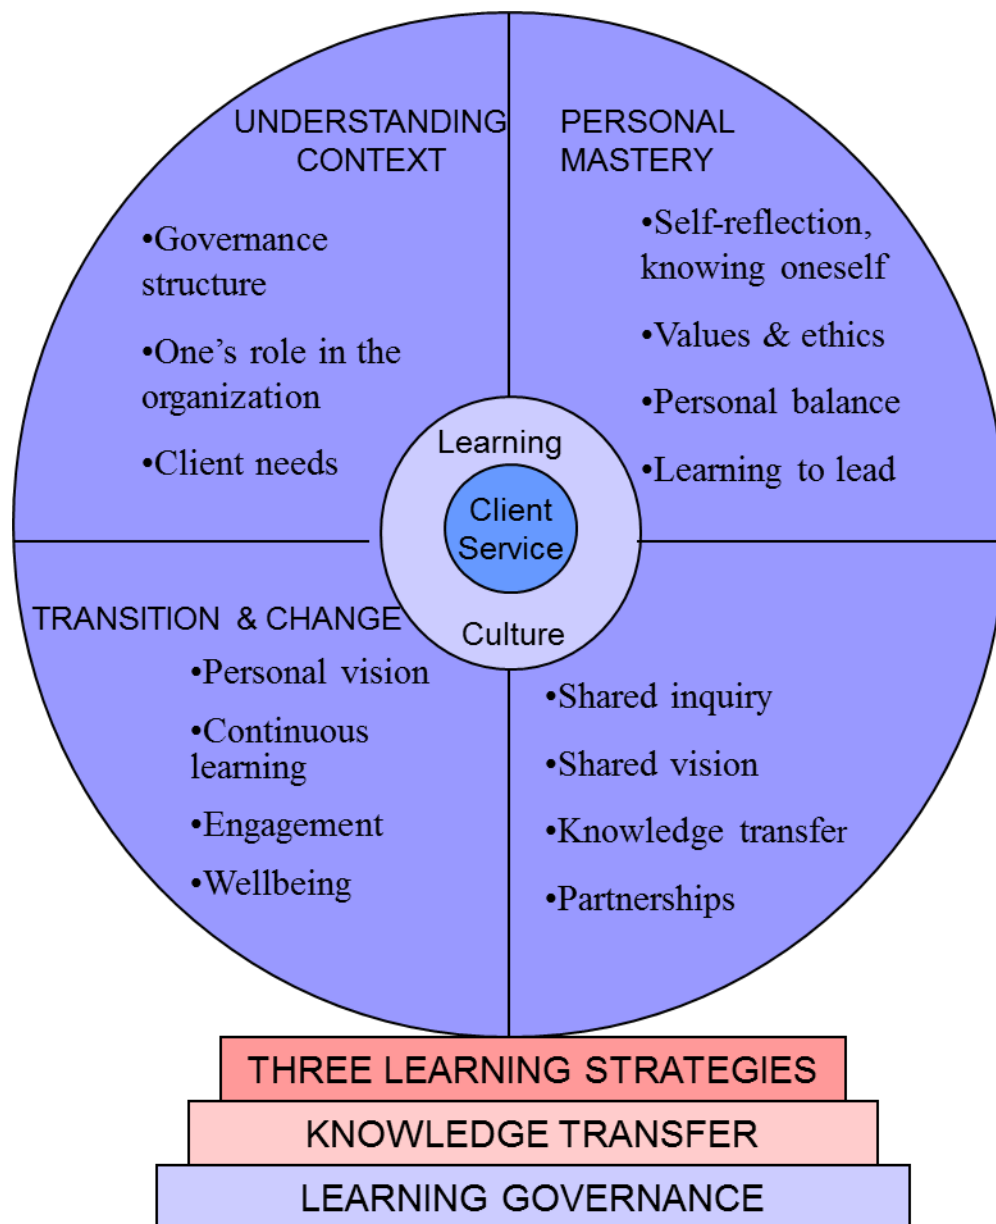 UNDERSTANDING
CONTEXT
•Governance
structure
•One’s role in the
organization
•Client needs
PERSONAL
MASTERY
•Self-reflection,
knowing oneself
•Values & ethics
•Personal balance
•Learning to lead
Learning
Client
Service
Culture
TRANSITION & CHANGE
•Personal vision
•Continuous
learning
•Engagement
•Wellbeing
•Shared inquiry
•Shared vision
•Knowledge transfer
•Partnerships
THREE LEARNING STRATEGIES
KNOWLEDGE TRANSFER
LEARNING GOVERNANCE